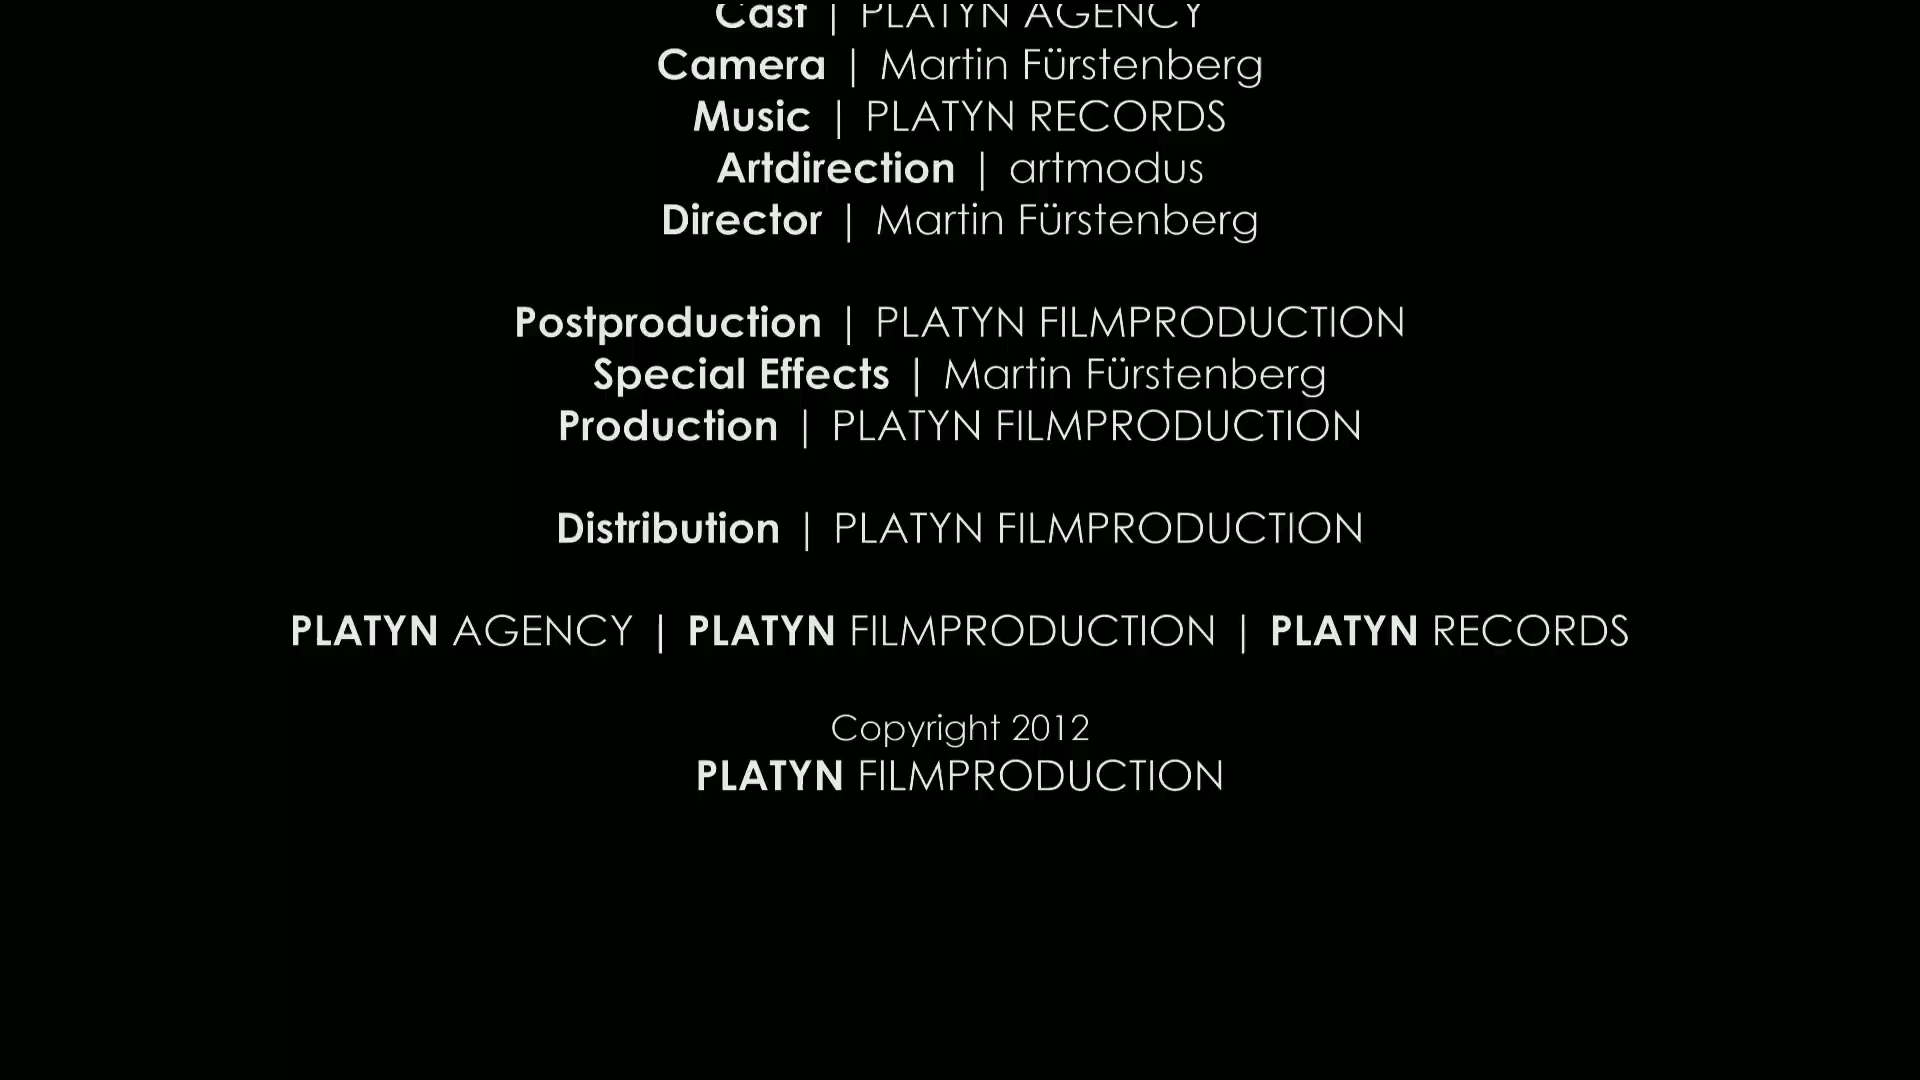 Cast | PLATYN AGENCY
Camera | Martin Fürstenberg
Music | PLATYN RECORDS
Artdirection | artmodus
Director | Martin Fürstenberg
Postproduction | PLATYN FILMPRODUCTION
Special Effects | Martin Fürstenberg
Production | PLATYN FILMPRODUCTION
Distribution | PLATYN FILMPRODUCTION
PLATYN AGENCY | PLATYN FILMPRODUCTION | PLATYN RECORDS
Copyright 2012
PLATYN FILMPRODUCTION